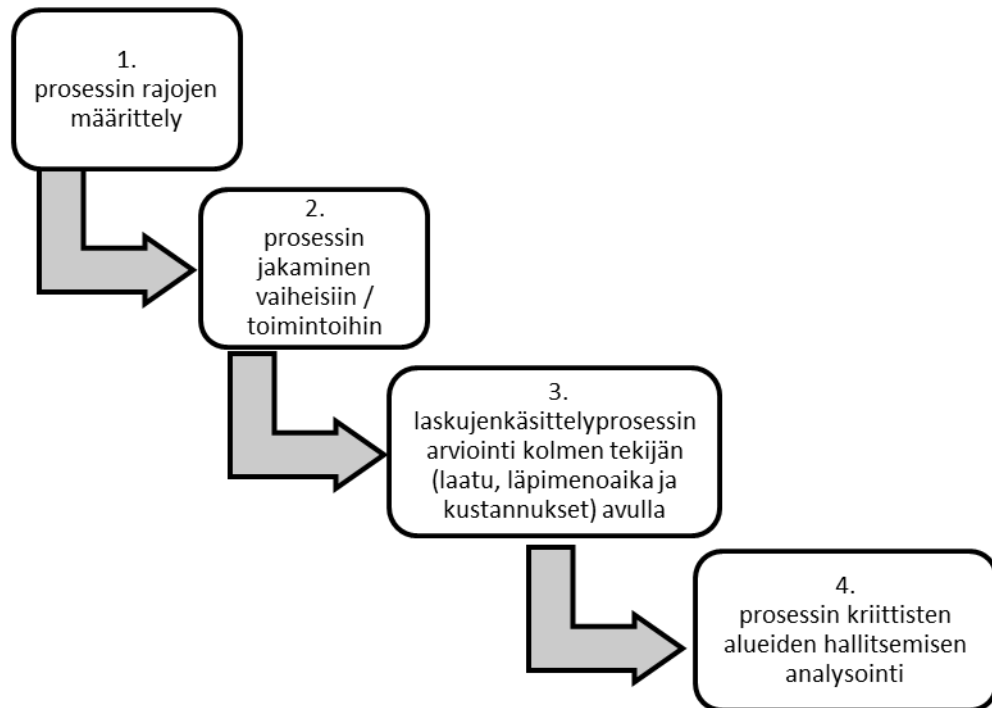 1.
prosessin rajojen
määrittely
2.
prosessin
jakaminen
vaiheisiin /
toimintoihin
3.
laskujenkäsittelyprosessin
arviointi kolmen tekijän
(laatu, läpimenoaika ja
kustannukset) avulla
4.
prosessin kriittisten
alueiden hallitsemisen
analysointi